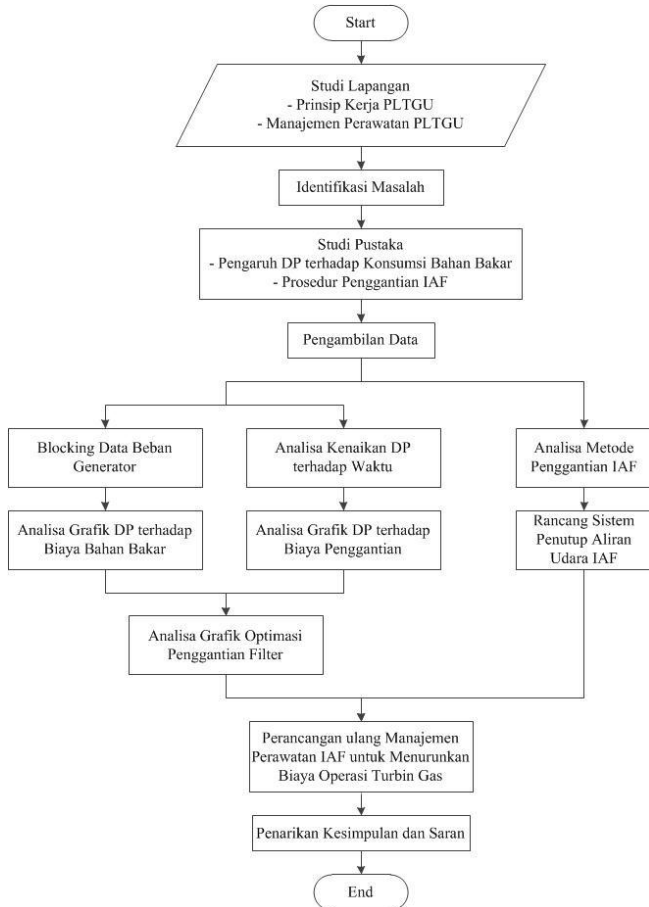 Start
Studi Lapangan
- Prinsip Kerja PLTGU
- Manajemen Perawatan PLTGU
Identifikasi Masalah
Studi Pustaka
- Pengaruh DP terhadap Konsumsi Bahan Bakar
- Prosedur Penggantian IAF
Pengambilan Data
Blocking Data Beban
Generator
Analisa Kenaikan DP
terhadap Waktu
Analisa Metode
Penggantian IAF
Analisa Grafik DP terhadap
Biaya Bahan Bakar
Analisa Grafik DP terhadap
Biaya Penggantian
Rancang Sistem
Penutup Aliran
Udara IAF
Analisa Grafik Optimasi
Penggantian Filter
Perancangan ulang Manajemen
Perawatan IAF untuk Menurunkan
Biaya Operasi Turbin Gas
Penarikan Kesimpulan dan Saran
End